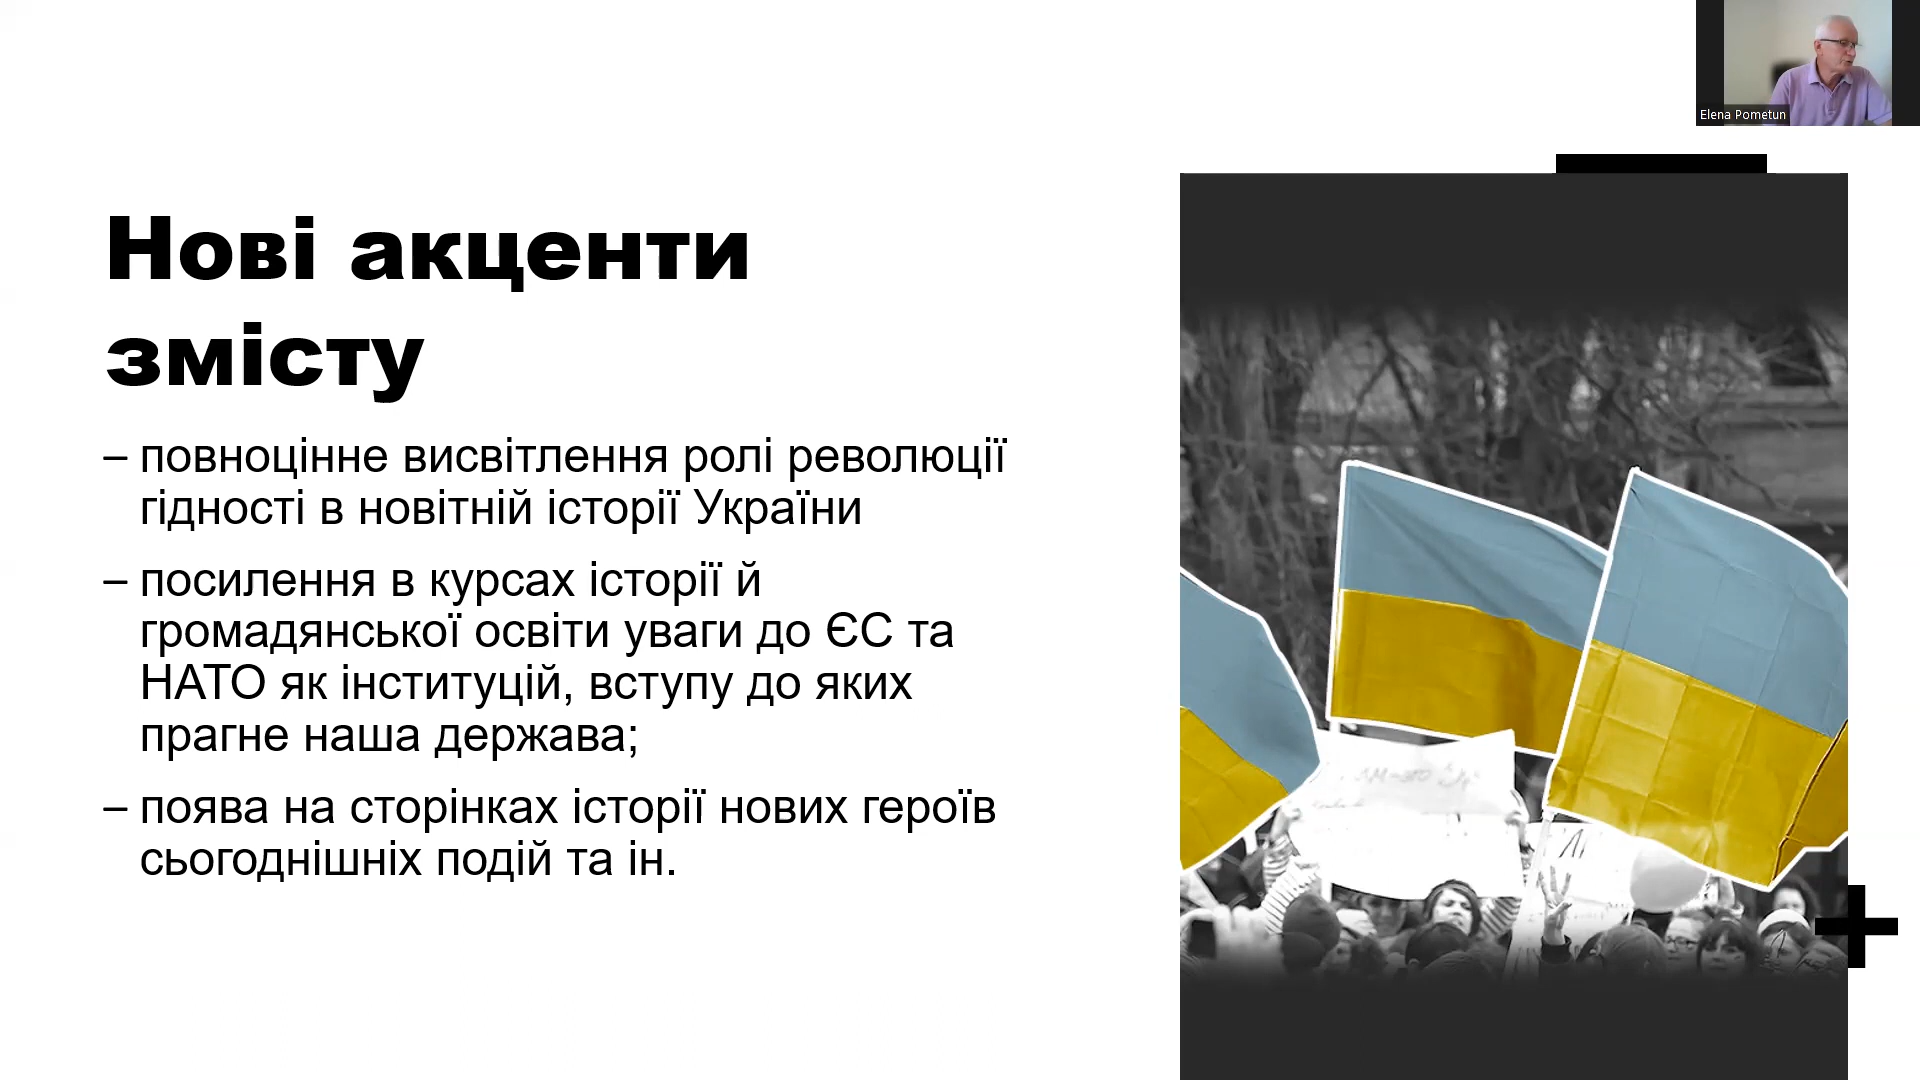 Elena Pometun
Нові акценти
змісту
– повноцінне висвітлення ролі революції
гідності в новітній історії України
– посилення в курсах історії й
громадянської освіти уваги до ЄС та
НАТО як інституцій, вступу до яких
прагне наша держава;
– поява на сторінках історії нових героїв
сьогоднішніх подій та ін.